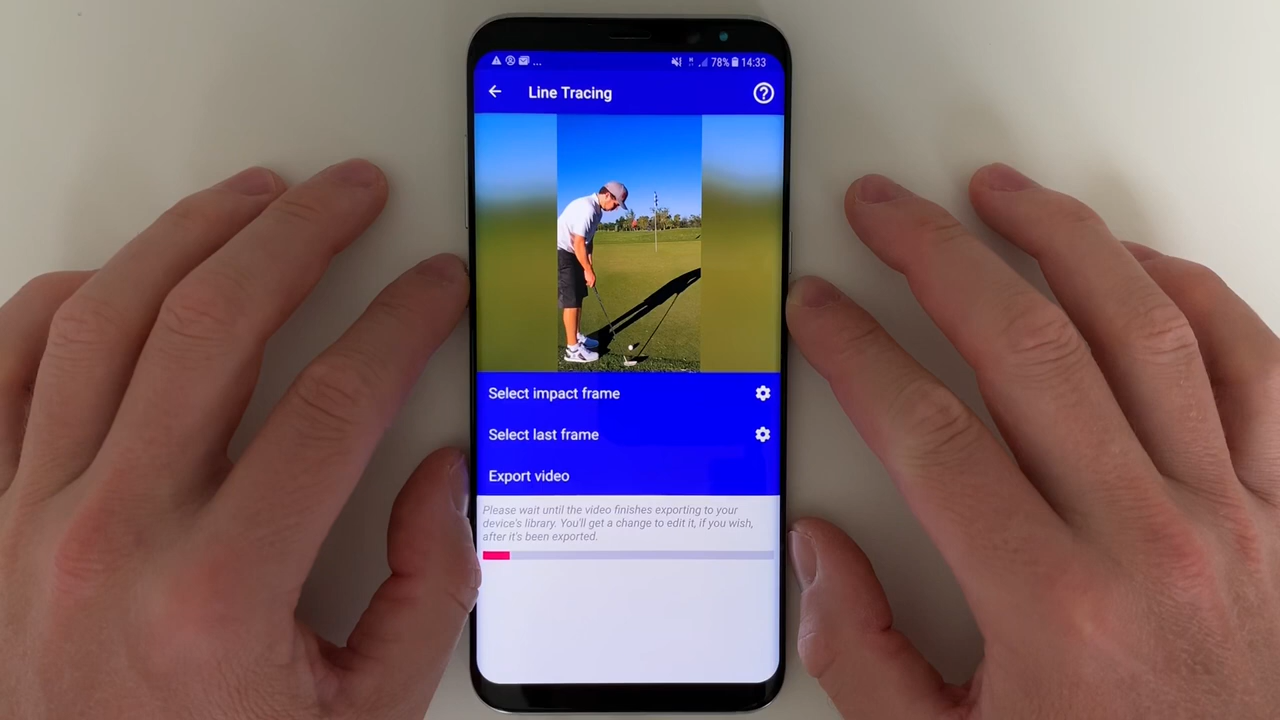 ... 78% 14:33
Line Tracing
Select impact frame
Select last frame
Export video
Please wait until the video finishes exporting to your
device's library. You'll get a change to edit it, if you wish,
after it's been exported.